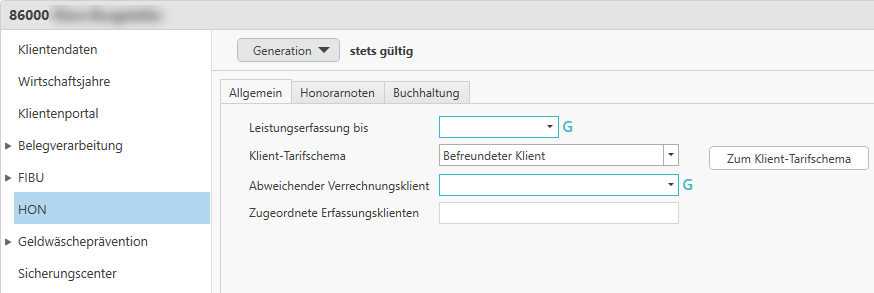 86000
Klientendaten
Wirtschaftsjahre
Klientenportal
Belegverarbeitung
FIBU
HON
Geldwäscheprävention
Sicherungscenter
Generation stets gültig
Allgemein Honorarnoten Buchhaltung
Leistungserfassung bis G
Klient-Tarifschema Befreundeter Klient Zum Klient-Tarifschema
Abweichender Verrechnungsklient G
Zugeordnete Erfassungsklienten